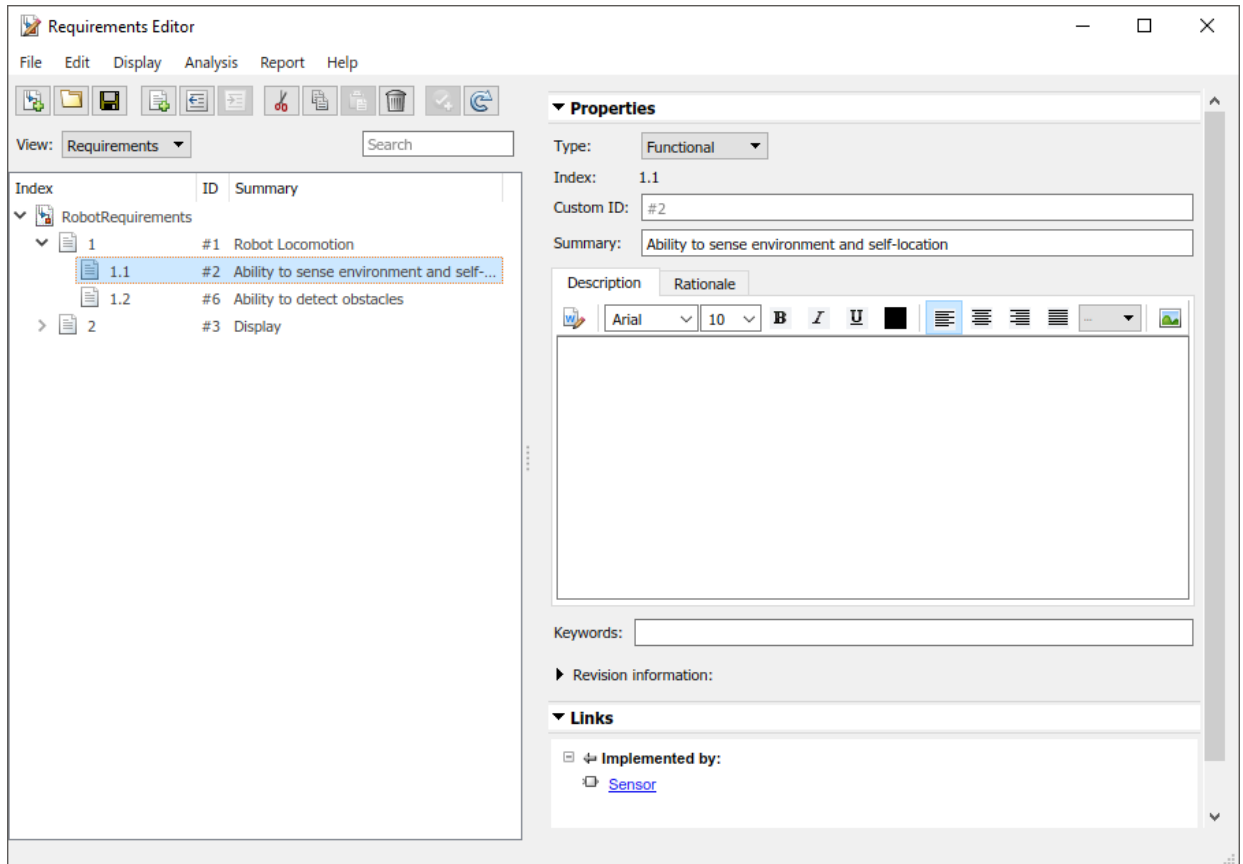 Requirements Editor
File Edit Display Analysis Report Help
View: Requirements Search
Index ID Summary
RobotRequirements
1 #1 Robot Locomotion
1.1 #2 Ability to sense environment and self-...
1.2 #6 Ability to detect obstacles
2 #3 Display
Properties
Type: Functional
Index: 1.1
Custom ID: #2
Summary: Ability to sense environment and self-location
Description Rationale
Arial 10 B I U
Keywords:
Revision information:
Links
Implemented by:
Sensor